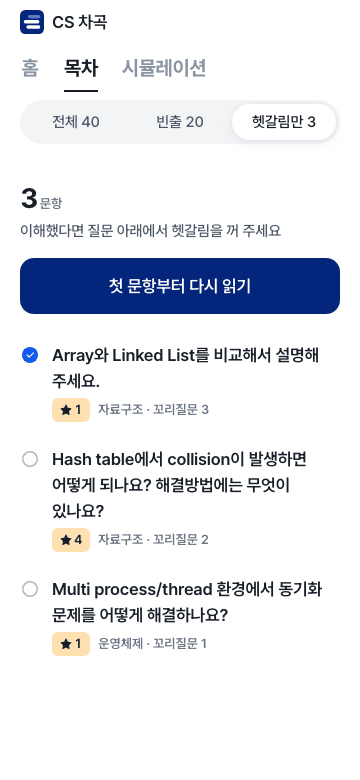 CS 차곡
홈 목차 시뮬레이션
전체 40 빈출 20 헷갈림만 3
3문항
이해했다면 질문 아래에서 헷갈림을 꺼 주세요
첫 문항부터 다시 읽기
Array와 Linked List를 비교해서 설명해
주세요.
★ 1 자료구조 · 꼬리질문 3
Hash table에서 collision이 발생하면
어떻게 되나요? 해결방법에는 무엇이
있나요?
★ 4 자료구조 · 꼬리질문 2
Multi process/thread 환경에서 동기화
문제를 어떻게 해결하나요?
★ 1 운영체제 · 꼬리질문 1